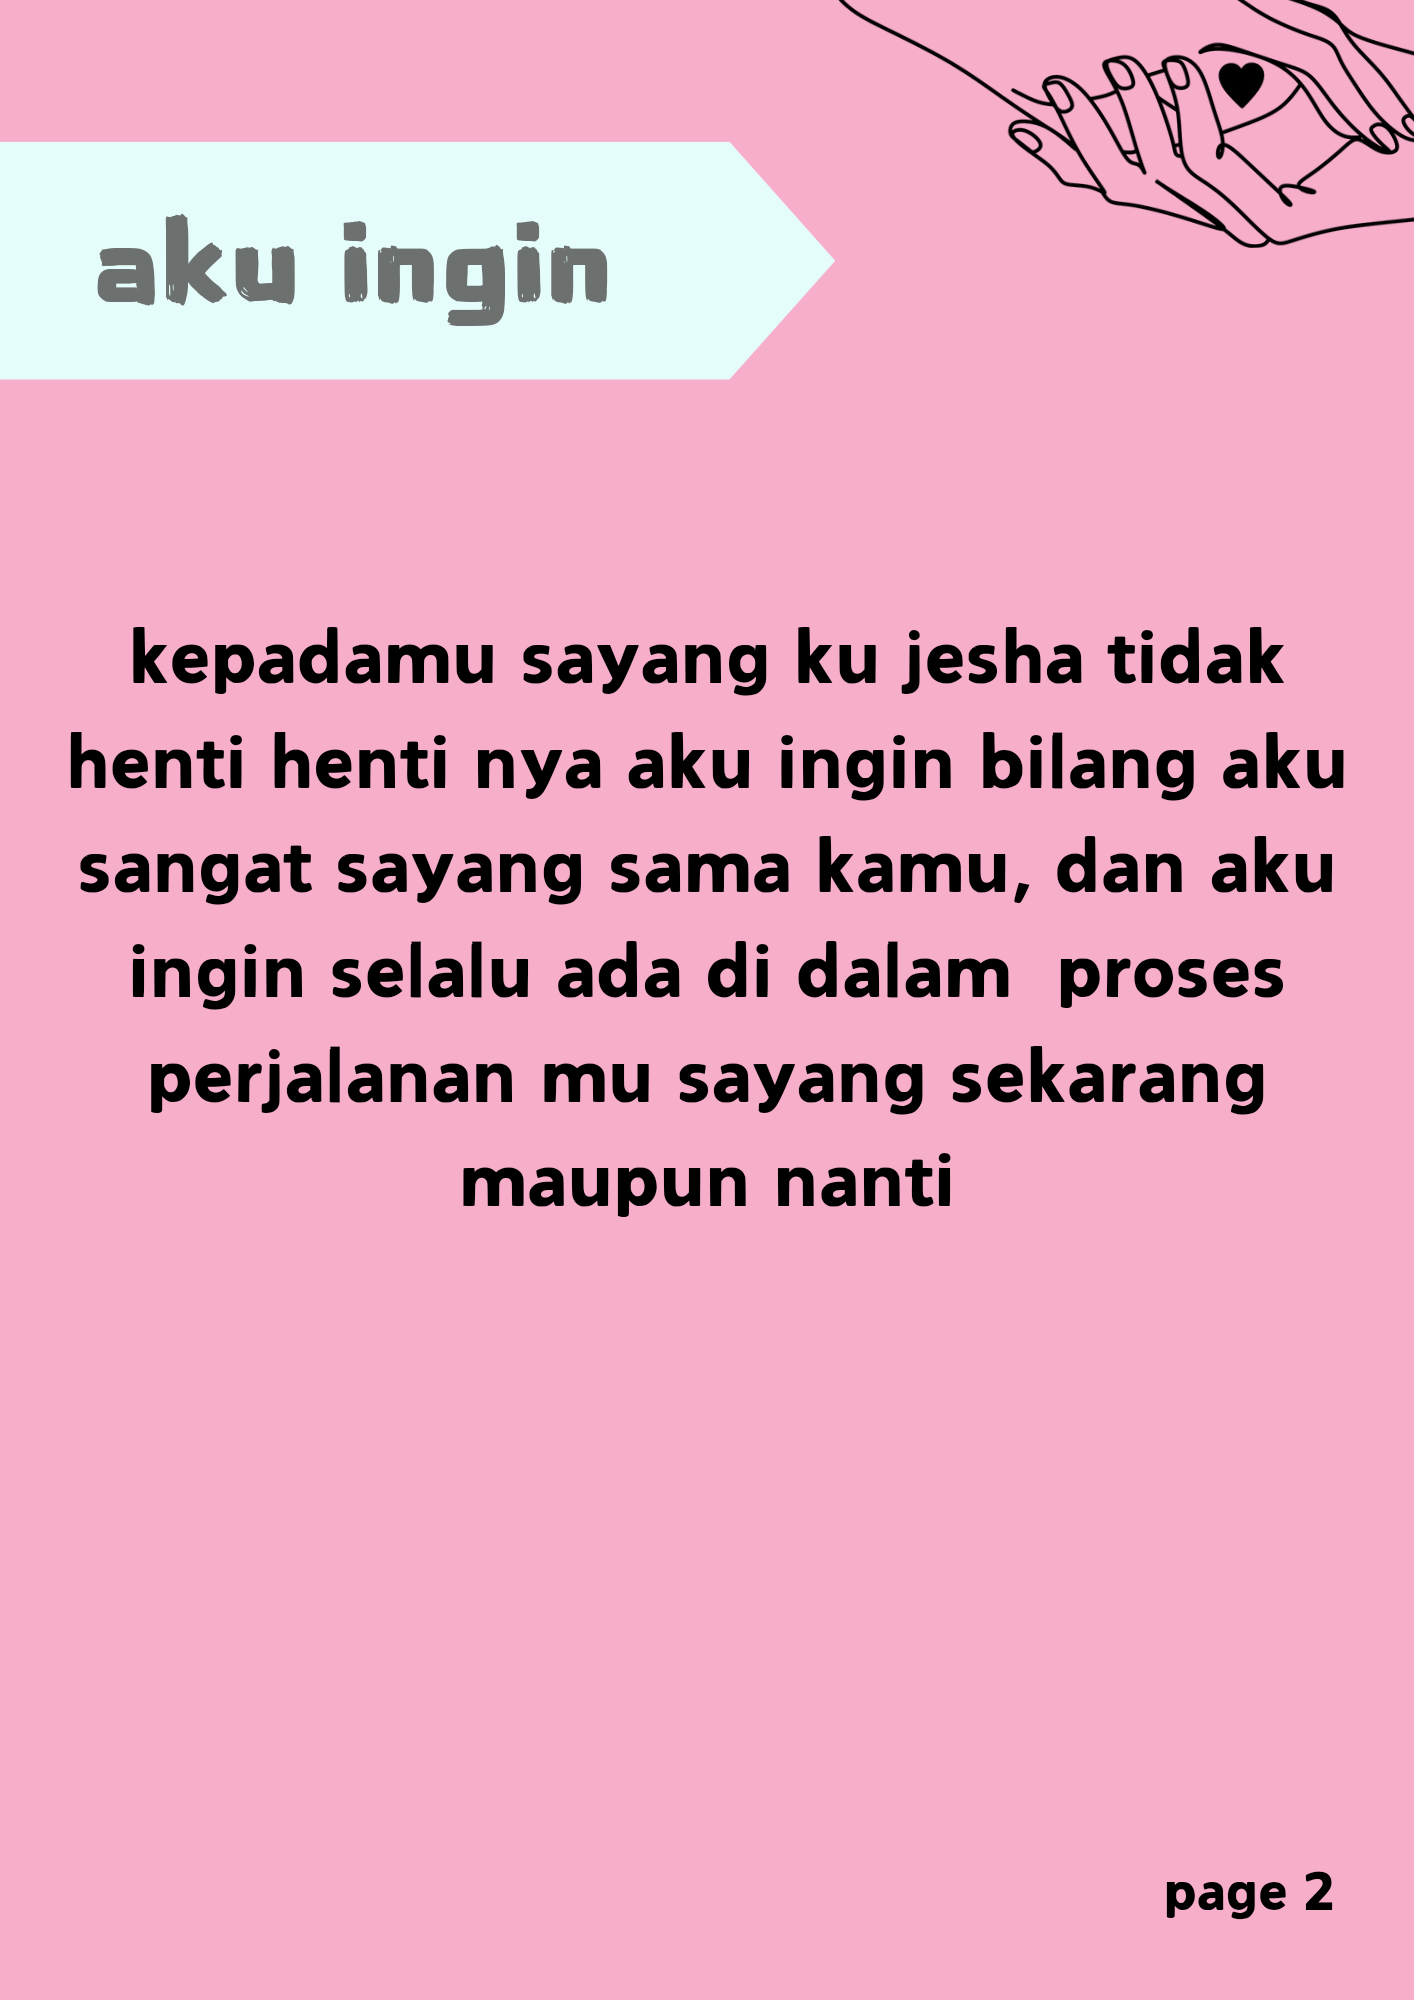 aku ingin
kepadamu sayang ku jesha tidak
henti henti nya aku ingin bilang aku
sangat sayang sama kamu, dan aku
ingin selalu ada di dalam  proses
perjalanan mu sayang sekarang
maupun nanti
page 2